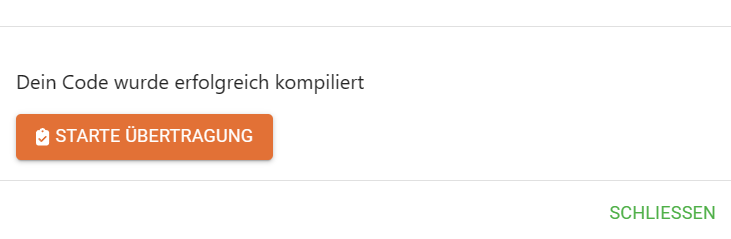 Dein Code wurde erfolgreich kompiliert
STARTE ÜBERTRAGUNG
SCHLIESSEN